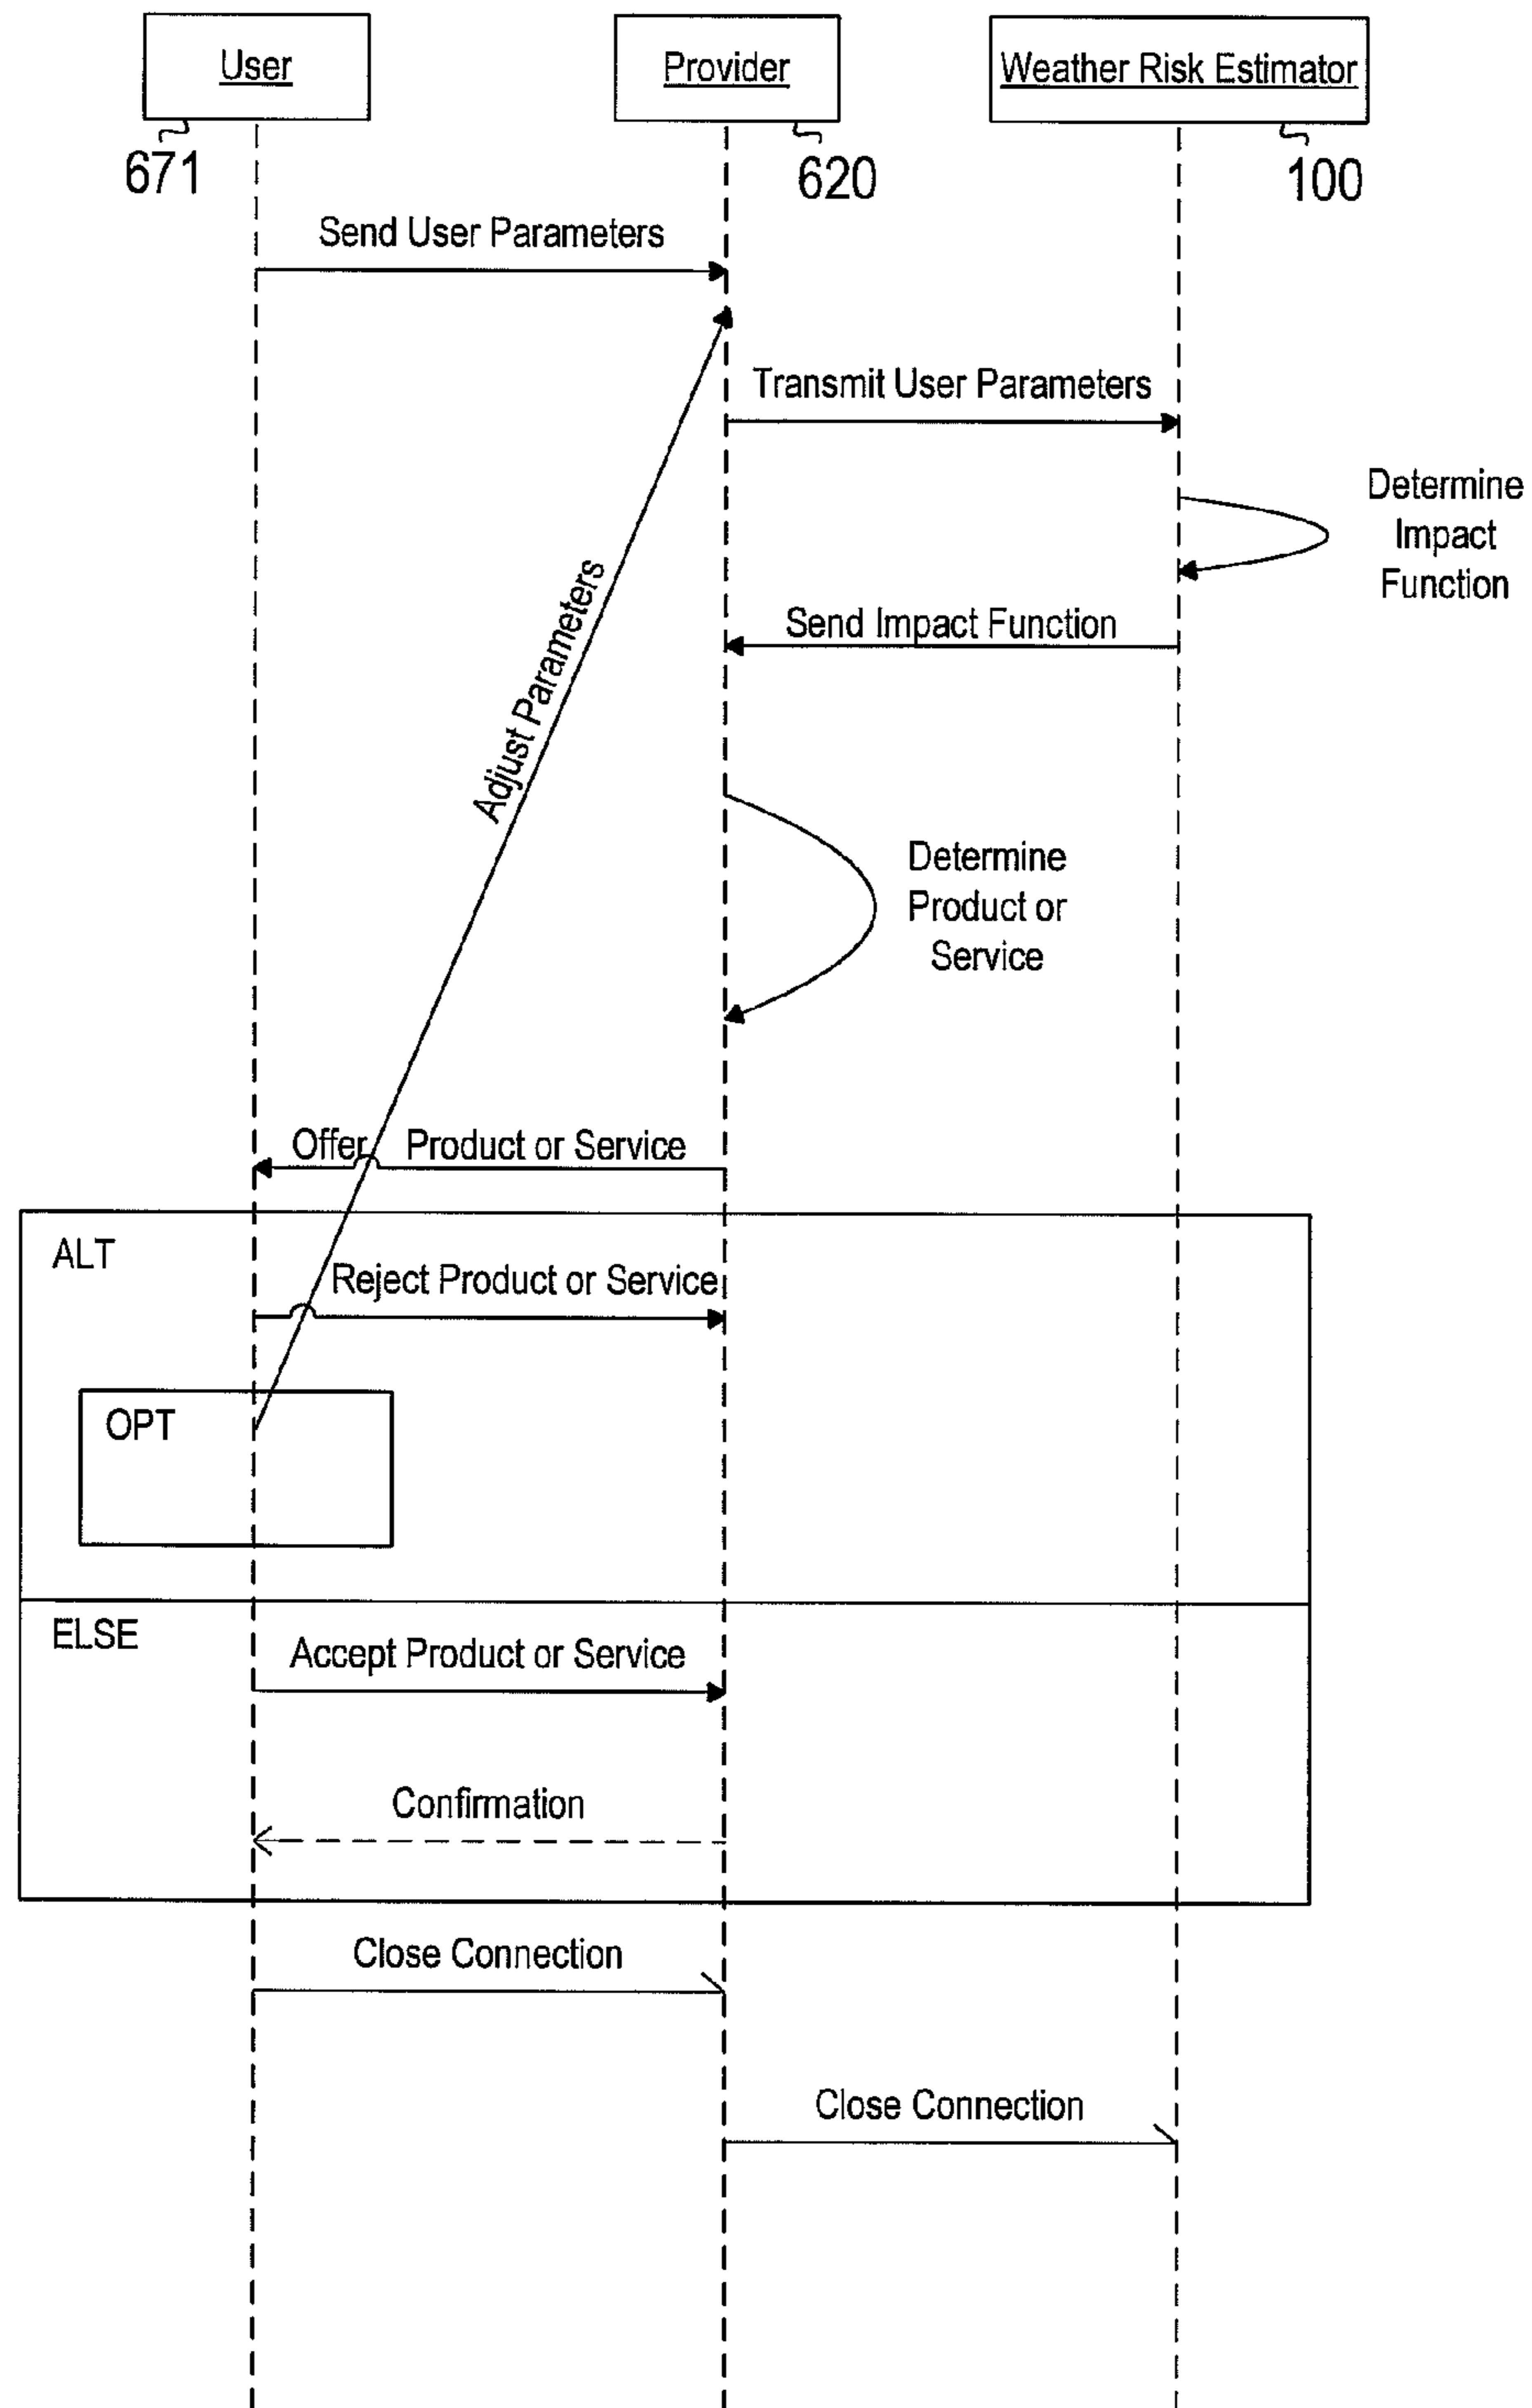 User
Provider
Weather Risk Estimator
671
620
100
Send User Parameters
Transmit User Parameters
Determine
Impact
Function
Send Impact Function
Adjust Parameters
Determine
Product or
Service
Offer Product or Service
ALT
Reject Product or Service
OPT
ELSE
Accept Product or Service
Confirmation
Close Connection
Close Connection